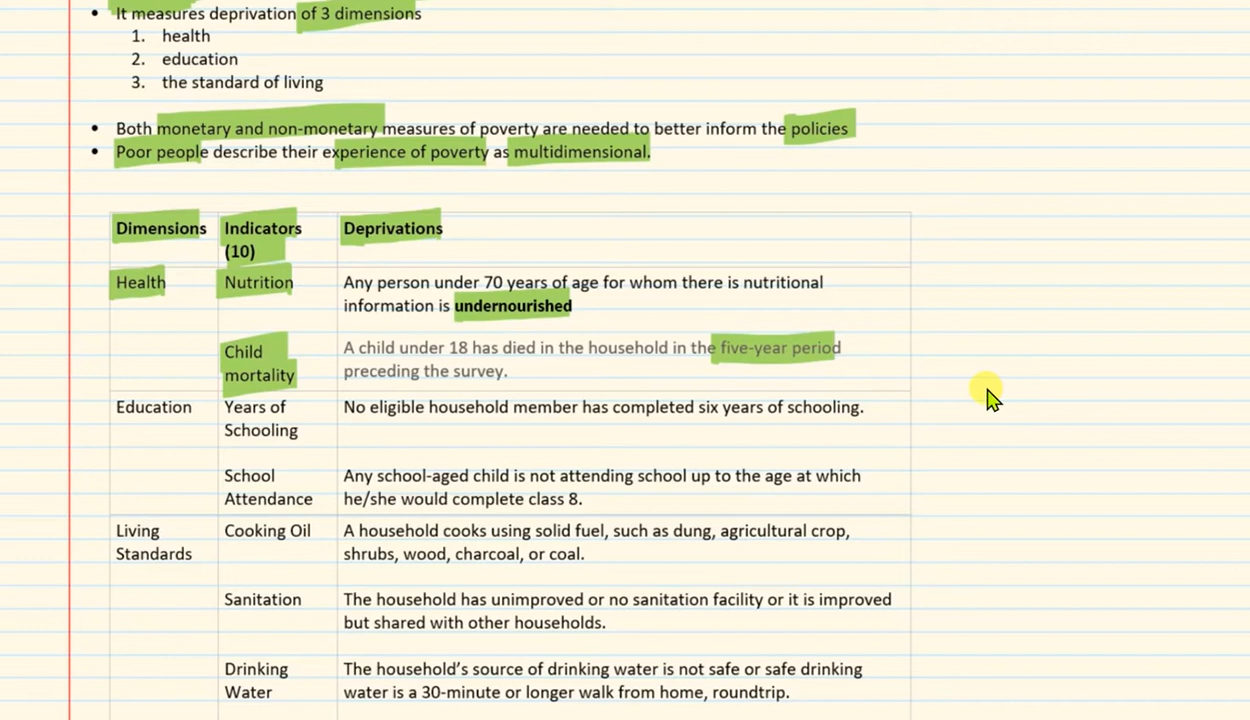 • It measures deprivation of 3 dimensions
1. health
2. education
3. the standard of living
• Both monetary and non-monetary measures of poverty are needed to better inform the policies
• Poor people describe their experience of poverty as multidimensional.
Dimensions Indicators Deprivations
(10)
Health Nutrition Any person under 70 years of age for whom there is nutritional
information is undernourished
Child A child under 18 has died in the household in the five-year period
mortality preceding the survey.
Education Years of No eligible household member has completed six years of schooling.
Schooling
School Any school-aged child is not attending school up to the age at which
Attendance he/she would complete class 8.
Living Cooking Oil A household cooks using solid fuel, such as dung, agricultural crop,
Standards shrubs, wood, charcoal, or coal.
Sanitation The household has unimproved or no sanitation facility or it is improved
but shared with other households.
Drinking The household’s source of drinking water is not safe or safe drinking
Water water is a 30-minute or longer walk from home, roundtrip.